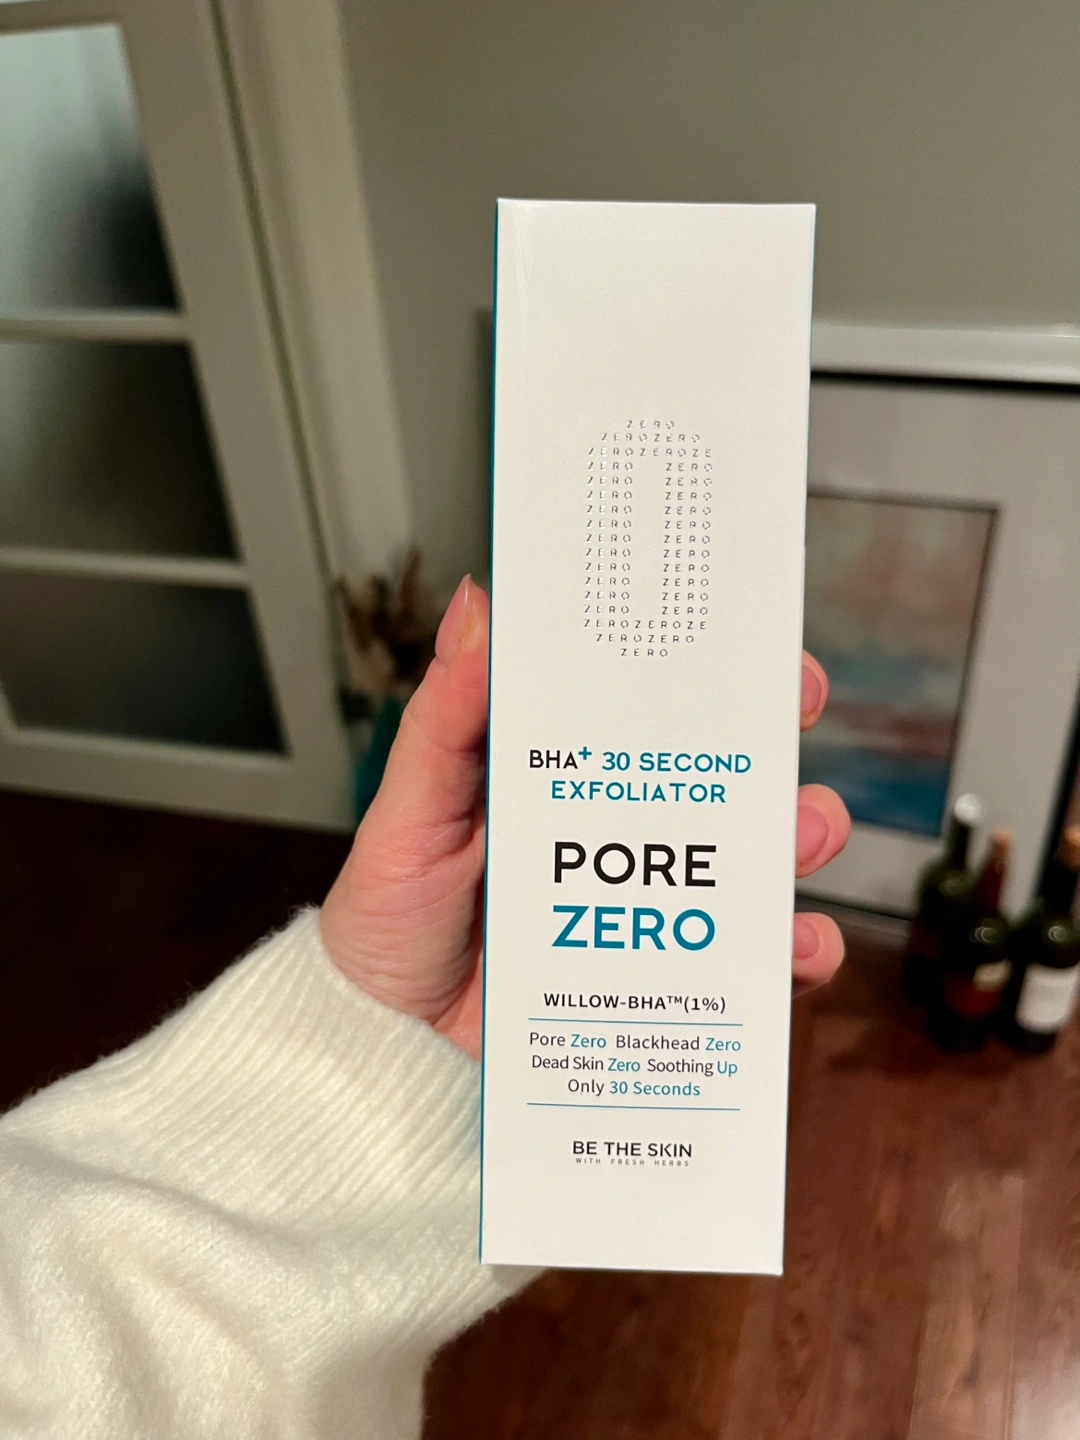 ZERO
ZEROZERO
ZEROZEROZE
ZERO ZERO
ZERO ZERO
ZERO ZERO
ZERO ZERO
ZERO ZERO
ZERO ZERO
ZERO ZERO
ZERO ZERO
ZERO ZERO
ZERO ZERO
ZERO ZERO
ZEROZEROZE
ZEROZERO
ZERO
BHA+ 30 SECOND
EXFOLIATOR
PORE
ZERO
WILLOW-BHA™(1%)
Pore Zero Blackhead Zero
Dead Skin Zero Soothing Up
Only 30 Seconds
BE THE SKIN
WITH FRESH HERBS